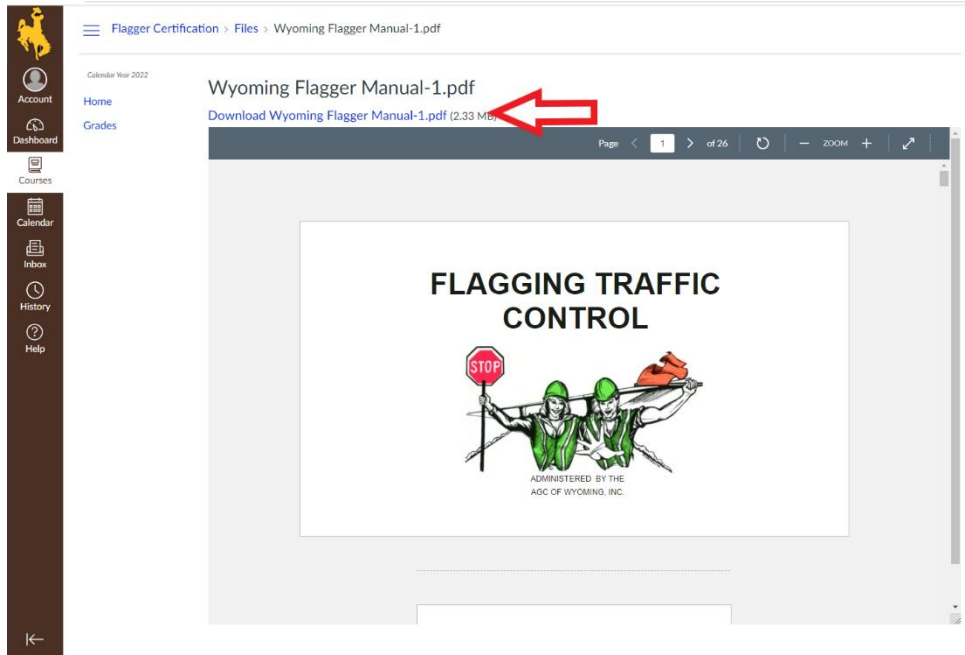 Flagger Certification > Files > Wyoming Flagger Manual-1.pdf
Account
Dashboard
Courses
Calendar
Inbox
History
Help
Calendar Year 2022
Home
Grades
Wyoming Flagger Manual-1.pdf
Download Wyoming Flagger Manual-1.pdf (2.33 MB)
Page < 1 > of 26 — ZOOM +
FLAGGING TRAFFIC
CONTROL
STOP
ADMINISTERED BY THE
AGC OF WYOMING, INC.